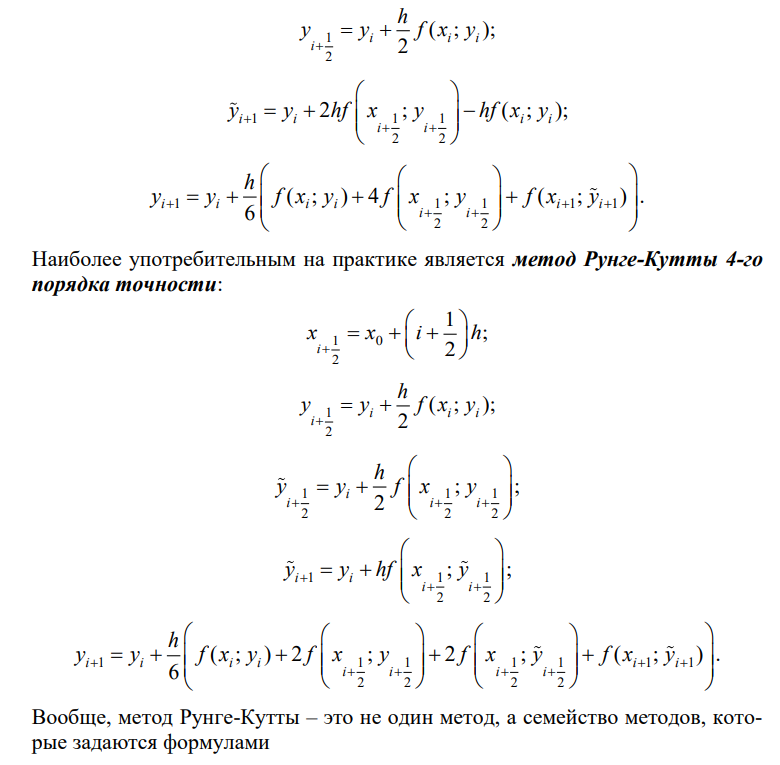 y_{i+\frac{1}{2}} = y_i + \frac{h}{2} f(x_i; y_i);
\tilde{y}_{i+1} = y_i + 2hf\left(x_{i+\frac{1}{2}}; y_{i+\frac{1}{2}}\right) - hf(x_i; y_i);
y_{i+1} = y_i + \frac{h}{6}\left(f(x_i; y_i) + 4f\left(x_{i+\frac{1}{2}}; y_{i+\frac{1}{2}}\right) + f(x_{i+1}; \tilde{y}_{i+1})\right).
Наиболее употребительным на практике является метод Рунге-Кутты 4-го
порядка точности:
x_{i+\frac{1}{2}} = x_0 + \left(i + \frac{1}{2}\right)h;
y_{i+\frac{1}{2}} = y_i + \frac{h}{2} f(x_i; y_i);
\tilde{y}_{i+\frac{1}{2}} = y_i + \frac{h}{2} f\left(x_{i+\frac{1}{2}}; y_{i+\frac{1}{2}}\right);
\tilde{y}_{i+1} = y_i + hf\left(x_{i+\frac{1}{2}}; \tilde{y}_{i+\frac{1}{2}}\right);
y_{i+1} = y_i + \frac{h}{6}\left(f(x_i; y_i) + 2f\left(x_{i+\frac{1}{2}}; y_{i+\frac{1}{2}}\right) + 2f\left(x_{i+\frac{1}{2}}; \tilde{y}_{i+\frac{1}{2}}\right) + f(x_{i+1}; \tilde{y}_{i+1})\right).
Вообще, метод Рунге-Кутты – это не один метод, а семейство методов, кото-
рые задаются формулами